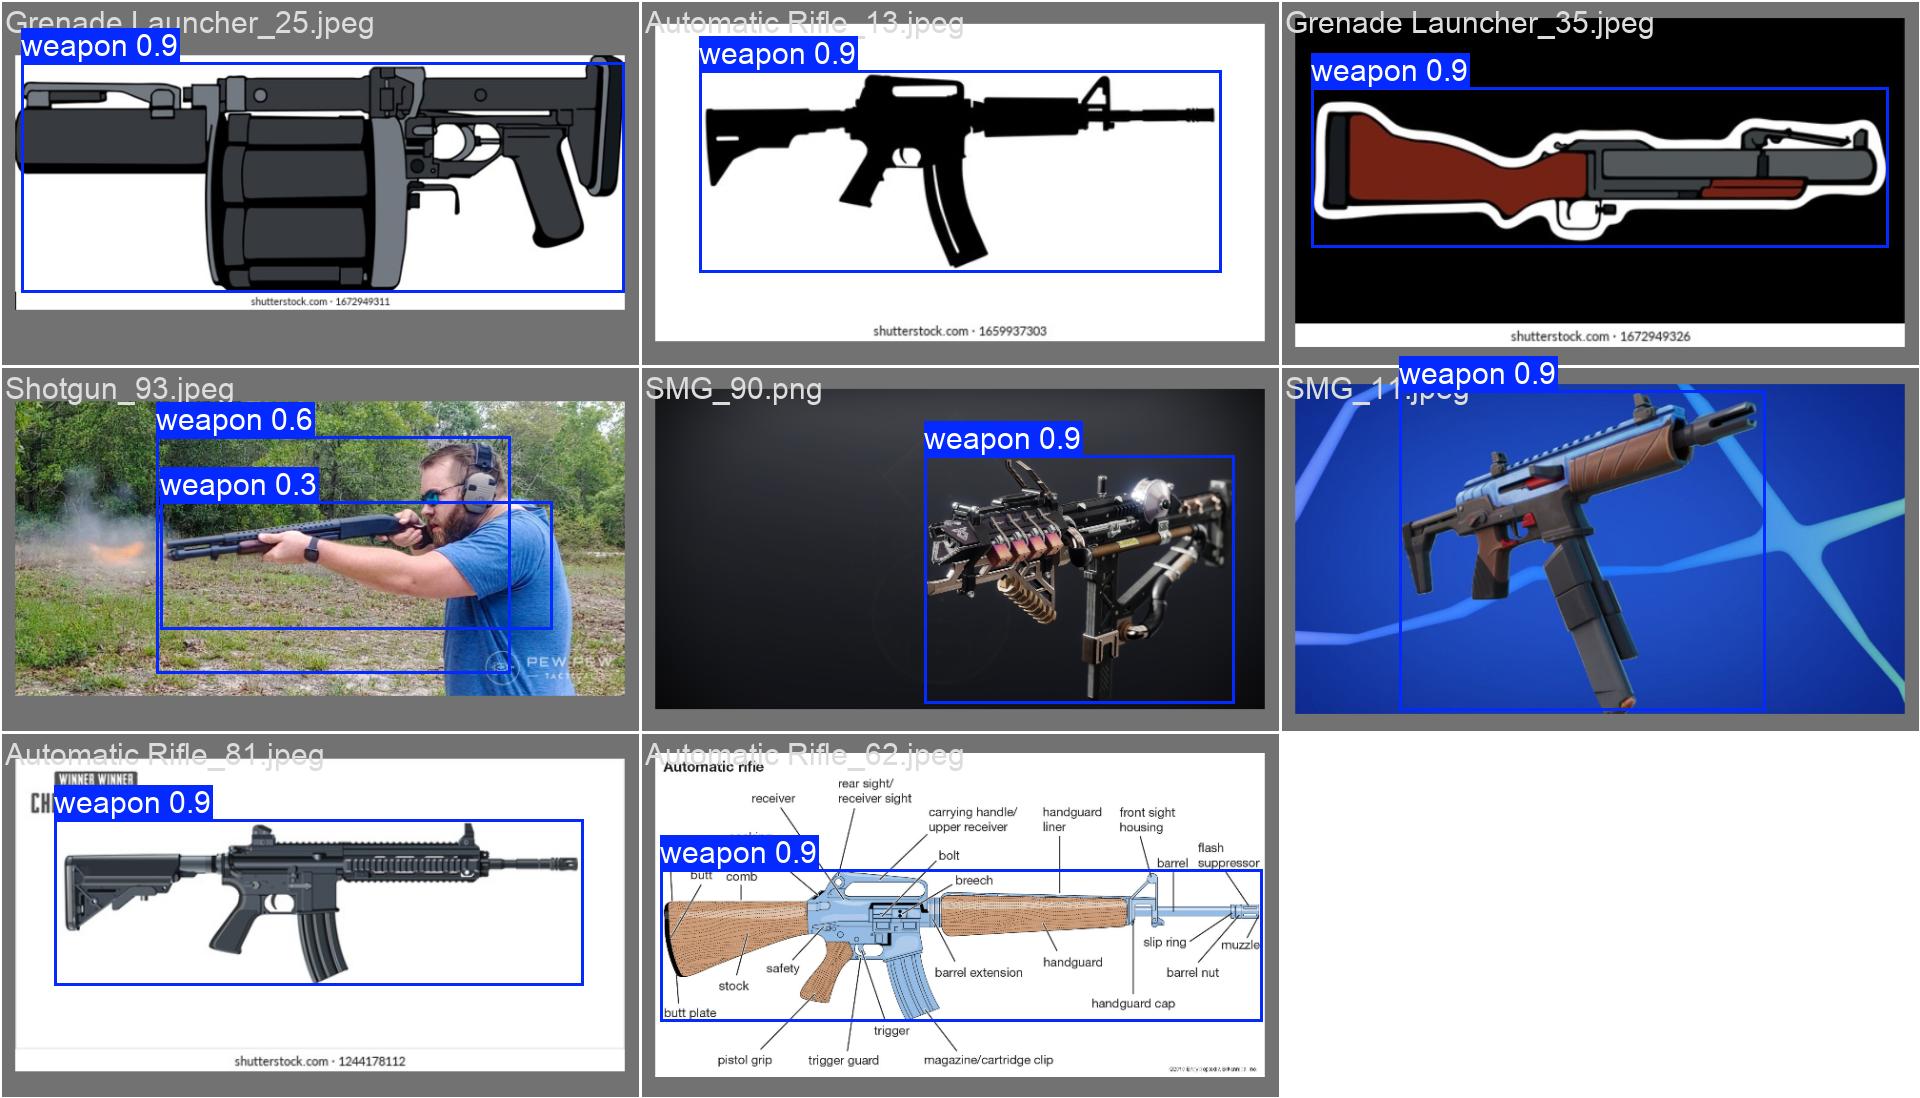 Grenade Launcher_25.jpeg
weapon 0.9
shutterstock.com · 1672949311
Automatic Rifle_13.jpeg
weapon 0.9
shutterstock.com · 1659937303
Grenade Launcher_35.jpeg
weapon 0.9
shutterstock.com · 1672949326
Shotgun_93.jpeg
weapon 0.6
weapon 0.3
PEW PEW
TACTICAL
SMG_90.png
weapon 0.9
SMG_11.jpeg
weapon 0.9
Automatic Rifle_81.jpeg
WINNER WINNER
weapon 0.9
shutterstock.com · 1244178112
Automatic Rifle_62.jpeg
Automatic rifle
rear sight/
receiver sight
receiver
carrying handle/
upper receiver
handguard
liner
front sight
housing
weapon 0.9
bolt
barrel
flash
suppressor
butt
comb
breech
slip ring
muzzle
safety
barrel extension
handguard
barrel nut
stock
handguard cap
butt plate
trigger
pistol grip
trigger guard
magazine/cartridge clip